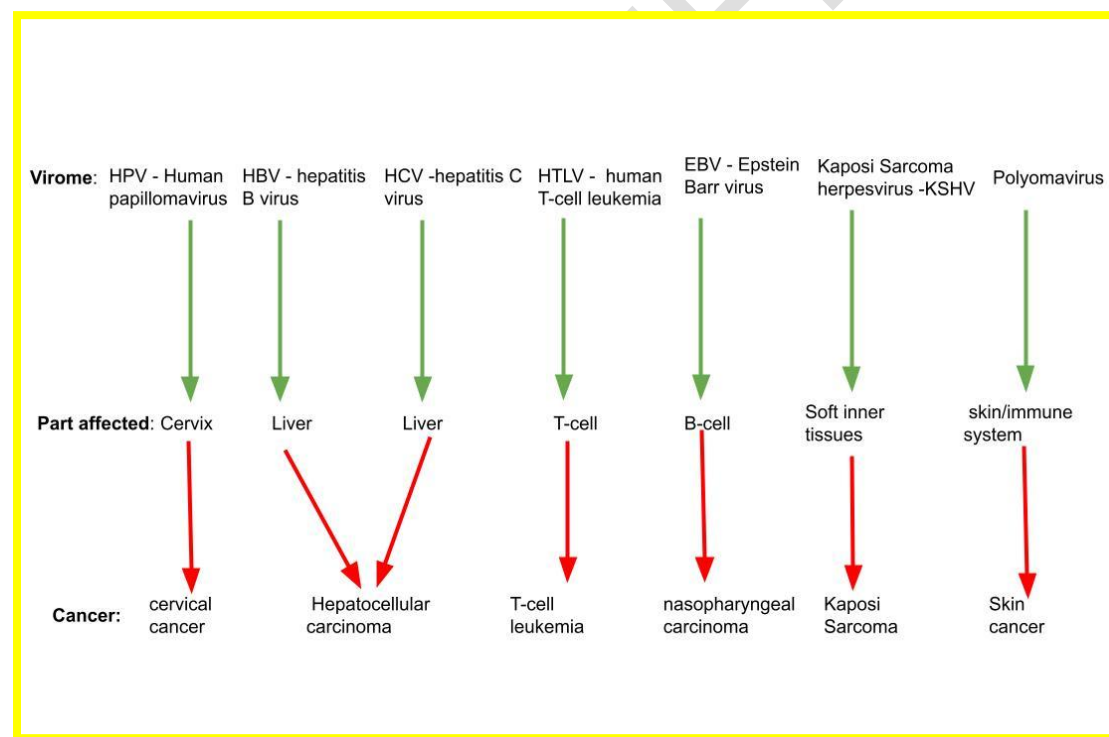 Virome: HPV - Human papillomavirus
HBV - hepatitis B virus
HCV -hepatitis C virus
HTLV - human T-cell leukemia
EBV - Epstein Barr virus
Kaposi Sarcoma herpesvirus -KSHV
Polyomavirus
Part affected: Cervix
Liver
Liver
T-cell
B-cell
Soft inner tissues
skin/immune system
Cancer:
cervical cancer
Hepatocellular carcinoma
T-cell leukemia
nasopharyngeal carcinoma
Kaposi Sarcoma
Skin cancer